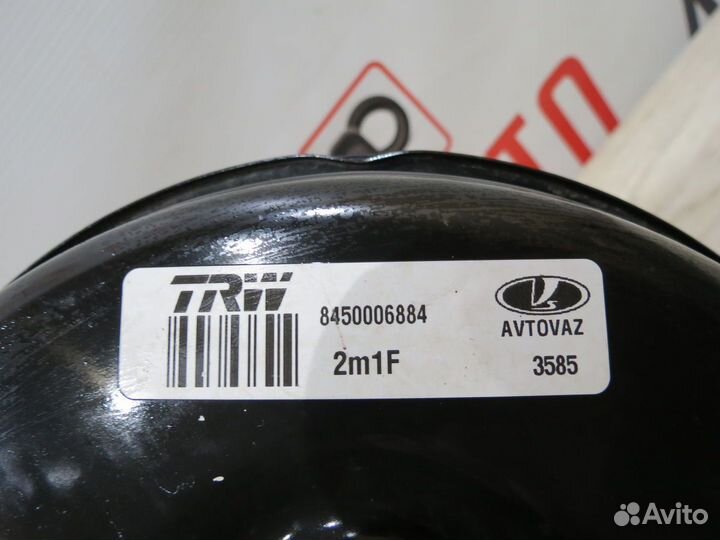 TRW
8450006884
AVTOVAZ
2m1F
3585
Avito